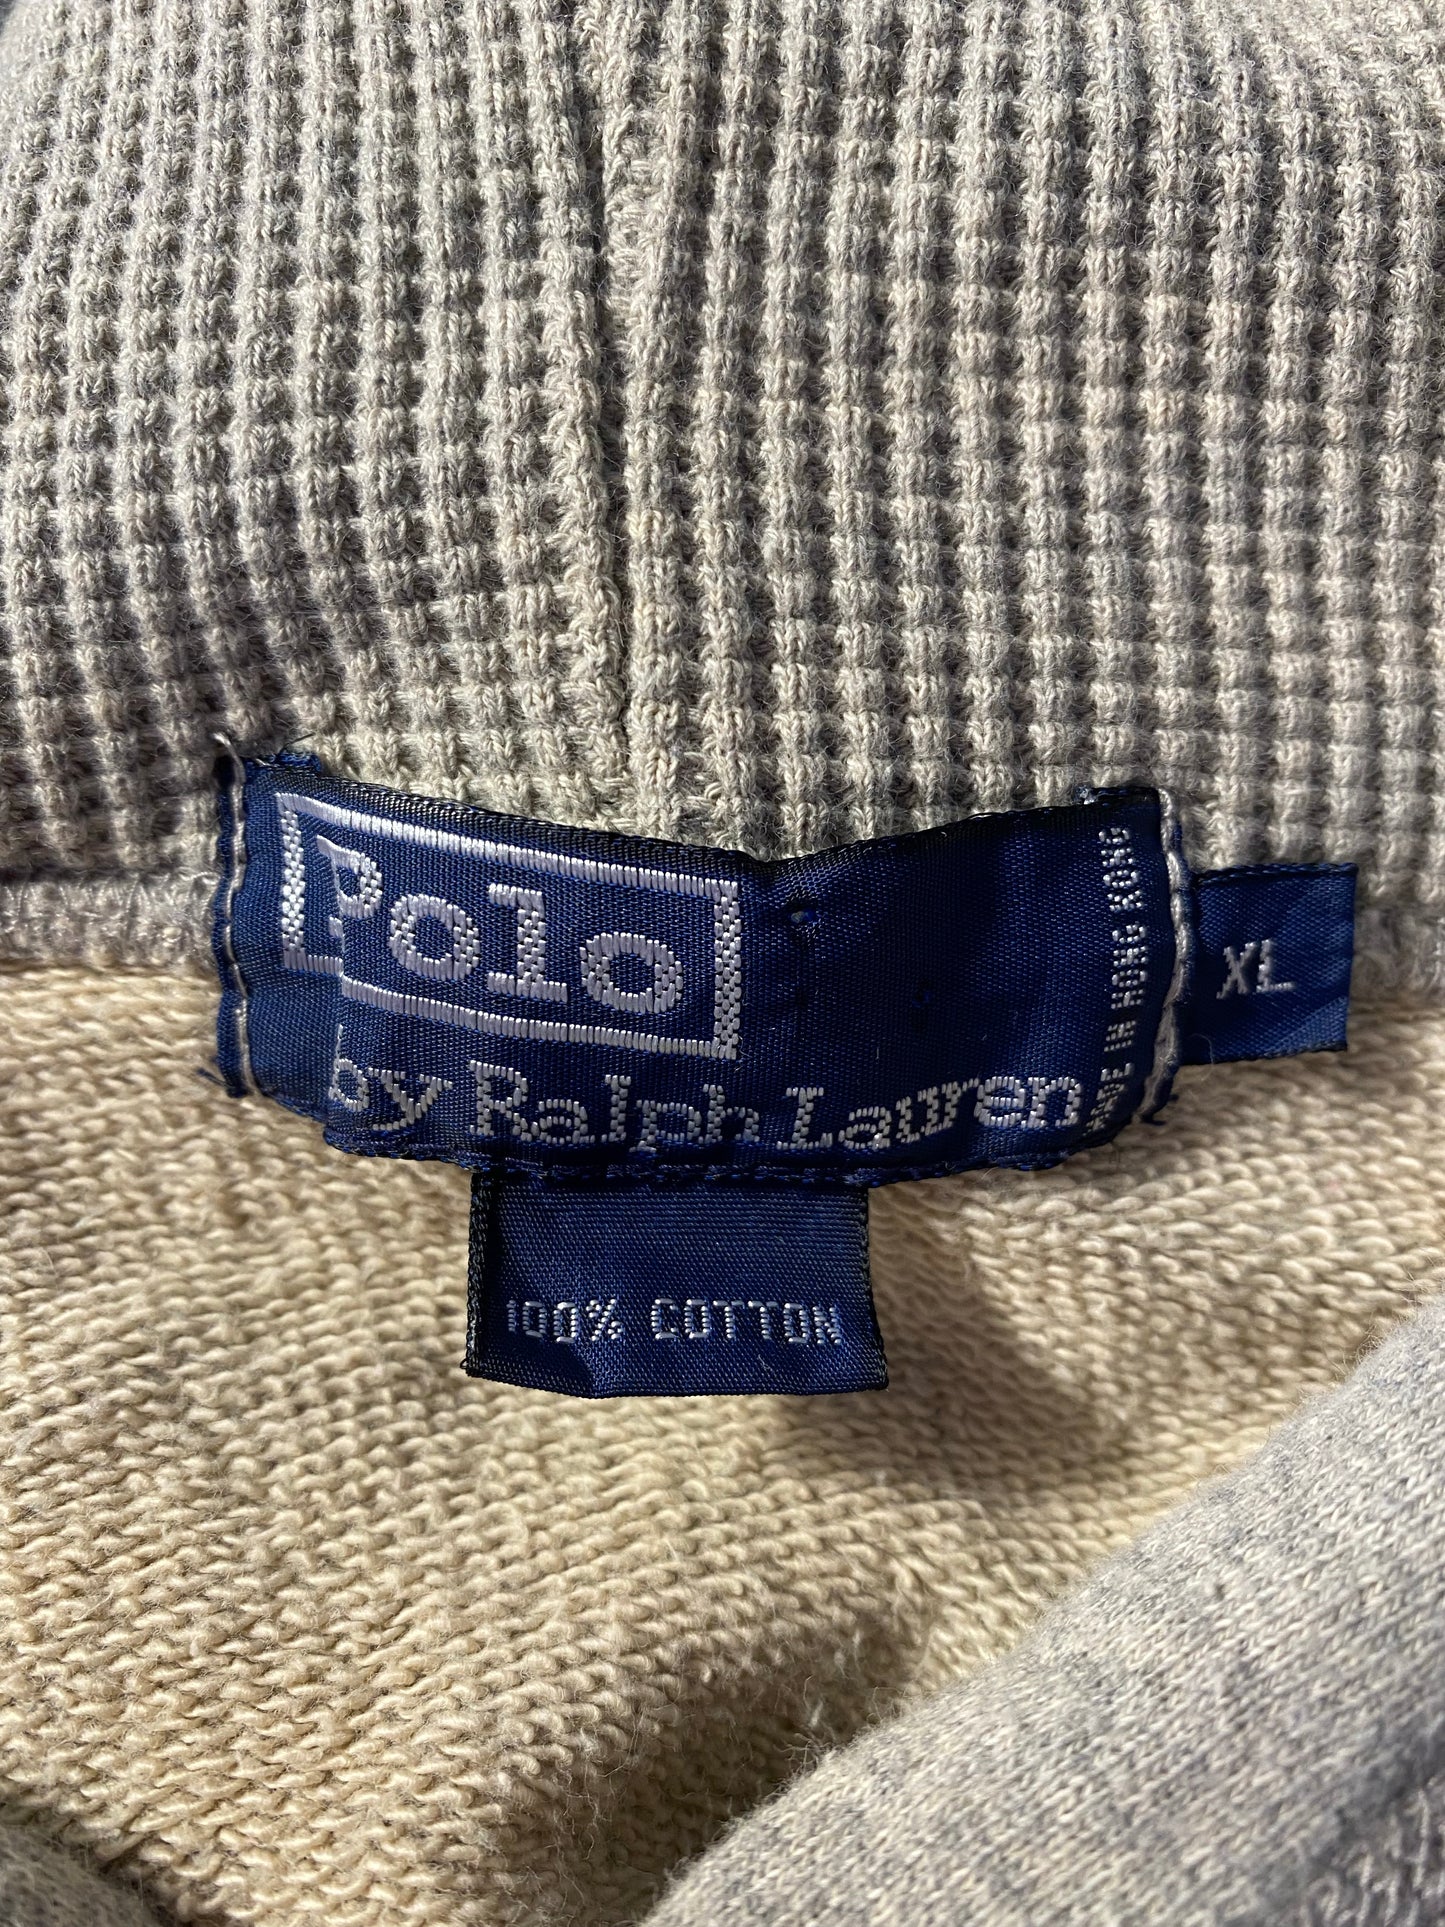 Polo
by Ralph Lauren
MADE IN HONG KONG
XL
100% COTTON